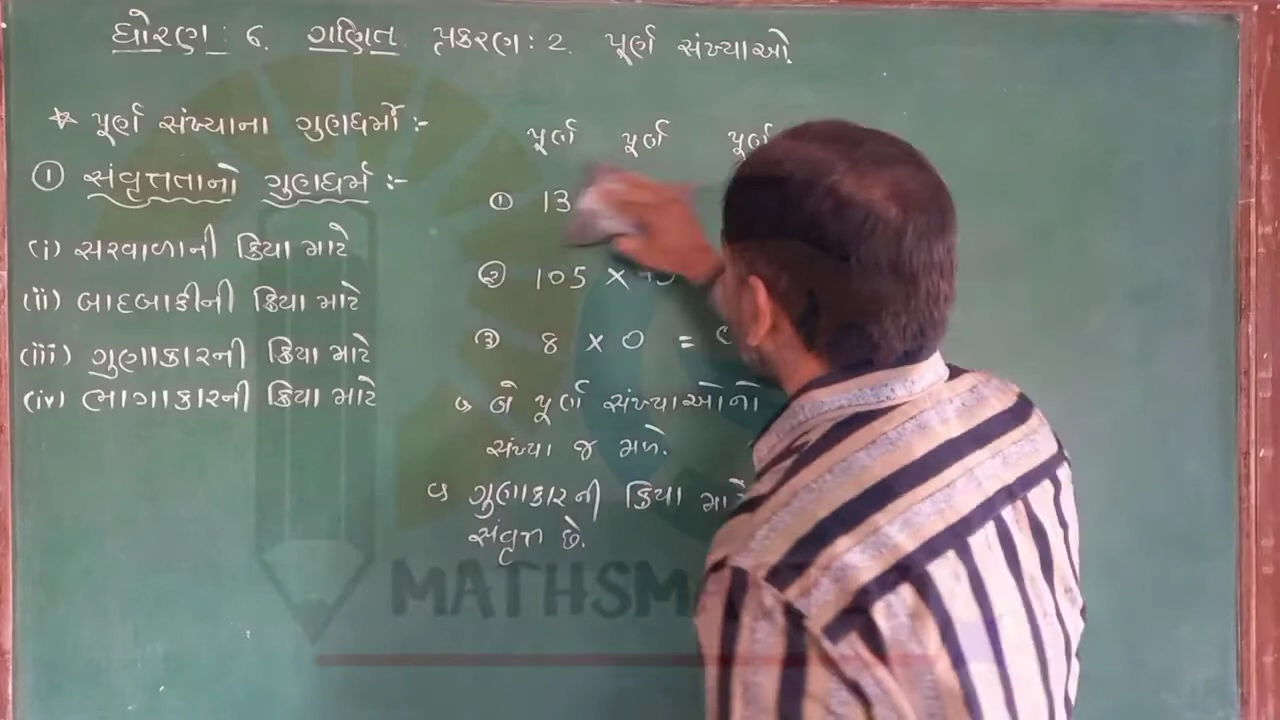 ધોરણ : 6. ગણિત પ્રકરણ : 2. પૂર્ણ સંખ્યાઓ.
* પૂર્ણ સંખ્યાના ગુણધર્મો :-
① સંવૃત્તતાનો ગુણધર્મ :-
(i) સરવાળાની ક્રિયા માટે
(ii) બાદબાકીની ક્રિયા માટે
(iii) ગુણાકારની ક્રિયા માટે
(iv) ભાગાકારની ક્રિયા માટે
પૂર્ણ પૂર્ણ પૂર્ણ
① 13
② 105 ×
③ 8 × 0 =
↳ બે પૂર્ણ સંખ્યાઓનો
સંખ્યા જ મળે.
↳ ગુણાકારની ક્રિયા માટે
સંવૃત્ત છે.
MATHSM